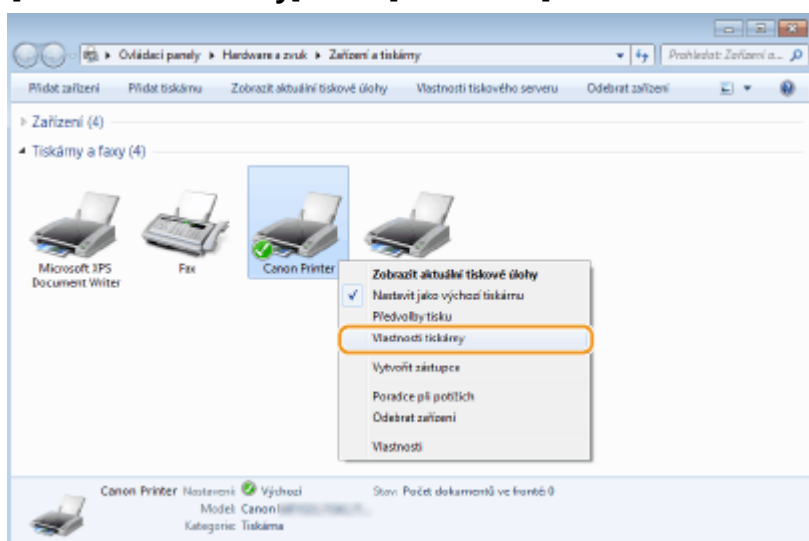 Ovládací panely ▸ Hardware a zvuk ▸ Zařízení a tiskárny
Prohledat: Zařízení a...
Přidat zařízení Přidat tiskárnu Zobrazit aktuální tiskové úlohy Vlastnosti tiskového serveru Odebrat zařízení
Zařízení (4)
Tiskárny a faxy (4)
Microsoft XPS
Document Writer
Fax
Canon Printer
Zobrazit aktuální tiskové úlohy
Nastavit jako výchozí tiskárnu
Předvolby tisku
Vlastnosti tiskárny
Vytvořit zástupce
Poradce při potížích
Odebrat zařízení
Vlastnosti
Canon Printer Nastavení: Výchozí Stav: Počet dokumentů ve frontě: 0
Model: Canon
Kategorie: Tiskárna